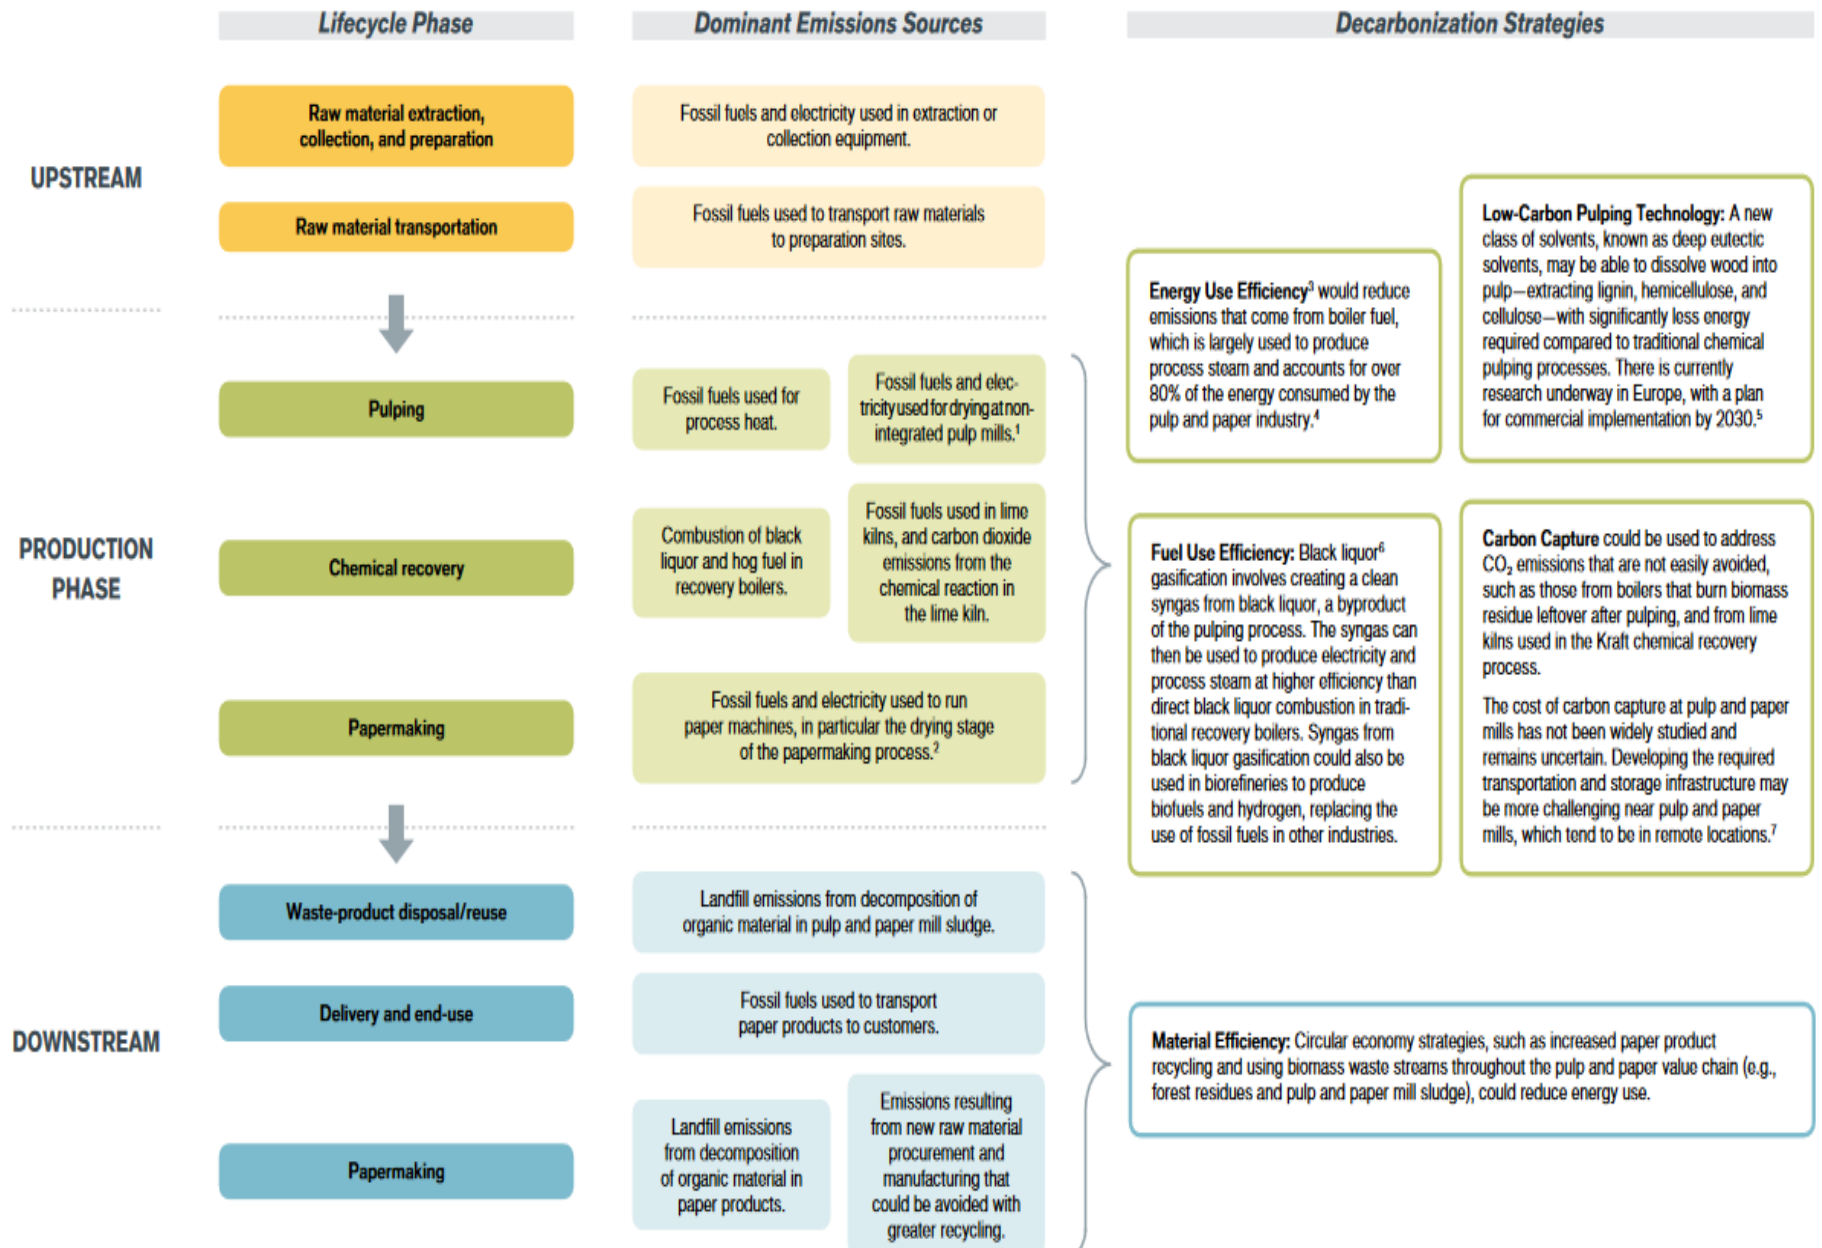 Lifecycle Phase
Dominant Emissions Sources
Decarbonization Strategies
UPSTREAM
Raw material extraction,
collection, and preparation
Fossil fuels and electricity used in extraction or
collection equipment.
Raw material transportation
Fossil fuels used to transport raw materials
to preparation sites.
PRODUCTION
PHASE
Pulping
Fossil fuels used for
process heat.
Fossil fuels and elec-
tricity used for drying at non-
integrated pulp mills.¹
Chemical recovery
Combustion of black
liquor and hog fuel in
recovery boilers.
Fossil fuels used in lime
kilns, and carbon dioxide
emissions from the
chemical reaction in
the lime kiln.
Papermaking
Fossil fuels and electricity used to run
paper machines, in particular the drying stage
of the papermaking process.²
Energy Use Efficiency³ would reduce
emissions that come from boiler fuel,
which is largely used to produce
process steam and accounts for over
80% of the energy consumed by the
pulp and paper industry.⁴
Low-Carbon Pulping Technology: A new
class of solvents, known as deep eutectic
solvents, may be able to dissolve wood into
pulp—extracting lignin, hemicellulose, and
cellulose—with significantly less energy
required compared to traditional chemical
pulping processes. There is currently
research underway in Europe, with a plan
for commercial implementation by 2030.⁵
Fuel Use Efficiency: Black liquor⁶
gasification involves creating a clean
syngas from black liquor, a byproduct
of the pulping process. The syngas can
then be used to produce electricity and
process steam at higher efficiency than
direct black liquor combustion in tradi-
tional recovery boilers. Syngas from
black liquor gasification could also be
used in biorefineries to produce
biofuels and hydrogen, replacing the
use of fossil fuels in other industries.
Carbon Capture could be used to address
CO₂ emissions that are not easily avoided,
such as those from boilers that burn biomass
residue leftover after pulping, and from lime
kilns used in the Kraft chemical recovery
process.
The cost of carbon capture at pulp and paper
mills has not been widely studied and
remains uncertain. Developing the required
transportation and storage infrastructure may
be more challenging near pulp and paper
mills, which tend to be in remote locations.⁷
DOWNSTREAM
Waste-product disposal/reuse
Landfill emissions from decomposition of
organic material in pulp and paper mill sludge.
Delivery and end-use
Fossil fuels used to transport
paper products to customers.
Papermaking
Landfill emissions
from decomposition
of organic material in
paper products.
Emissions resulting
from new raw material
procurement and
manufacturing that
could be avoided with
greater recycling.
Material Efficiency: Circular economy strategies, such as increased paper product
recycling and using biomass waste streams throughout the pulp and paper value chain (e.g.,
forest residues and pulp and paper mill sludge), could reduce energy use.